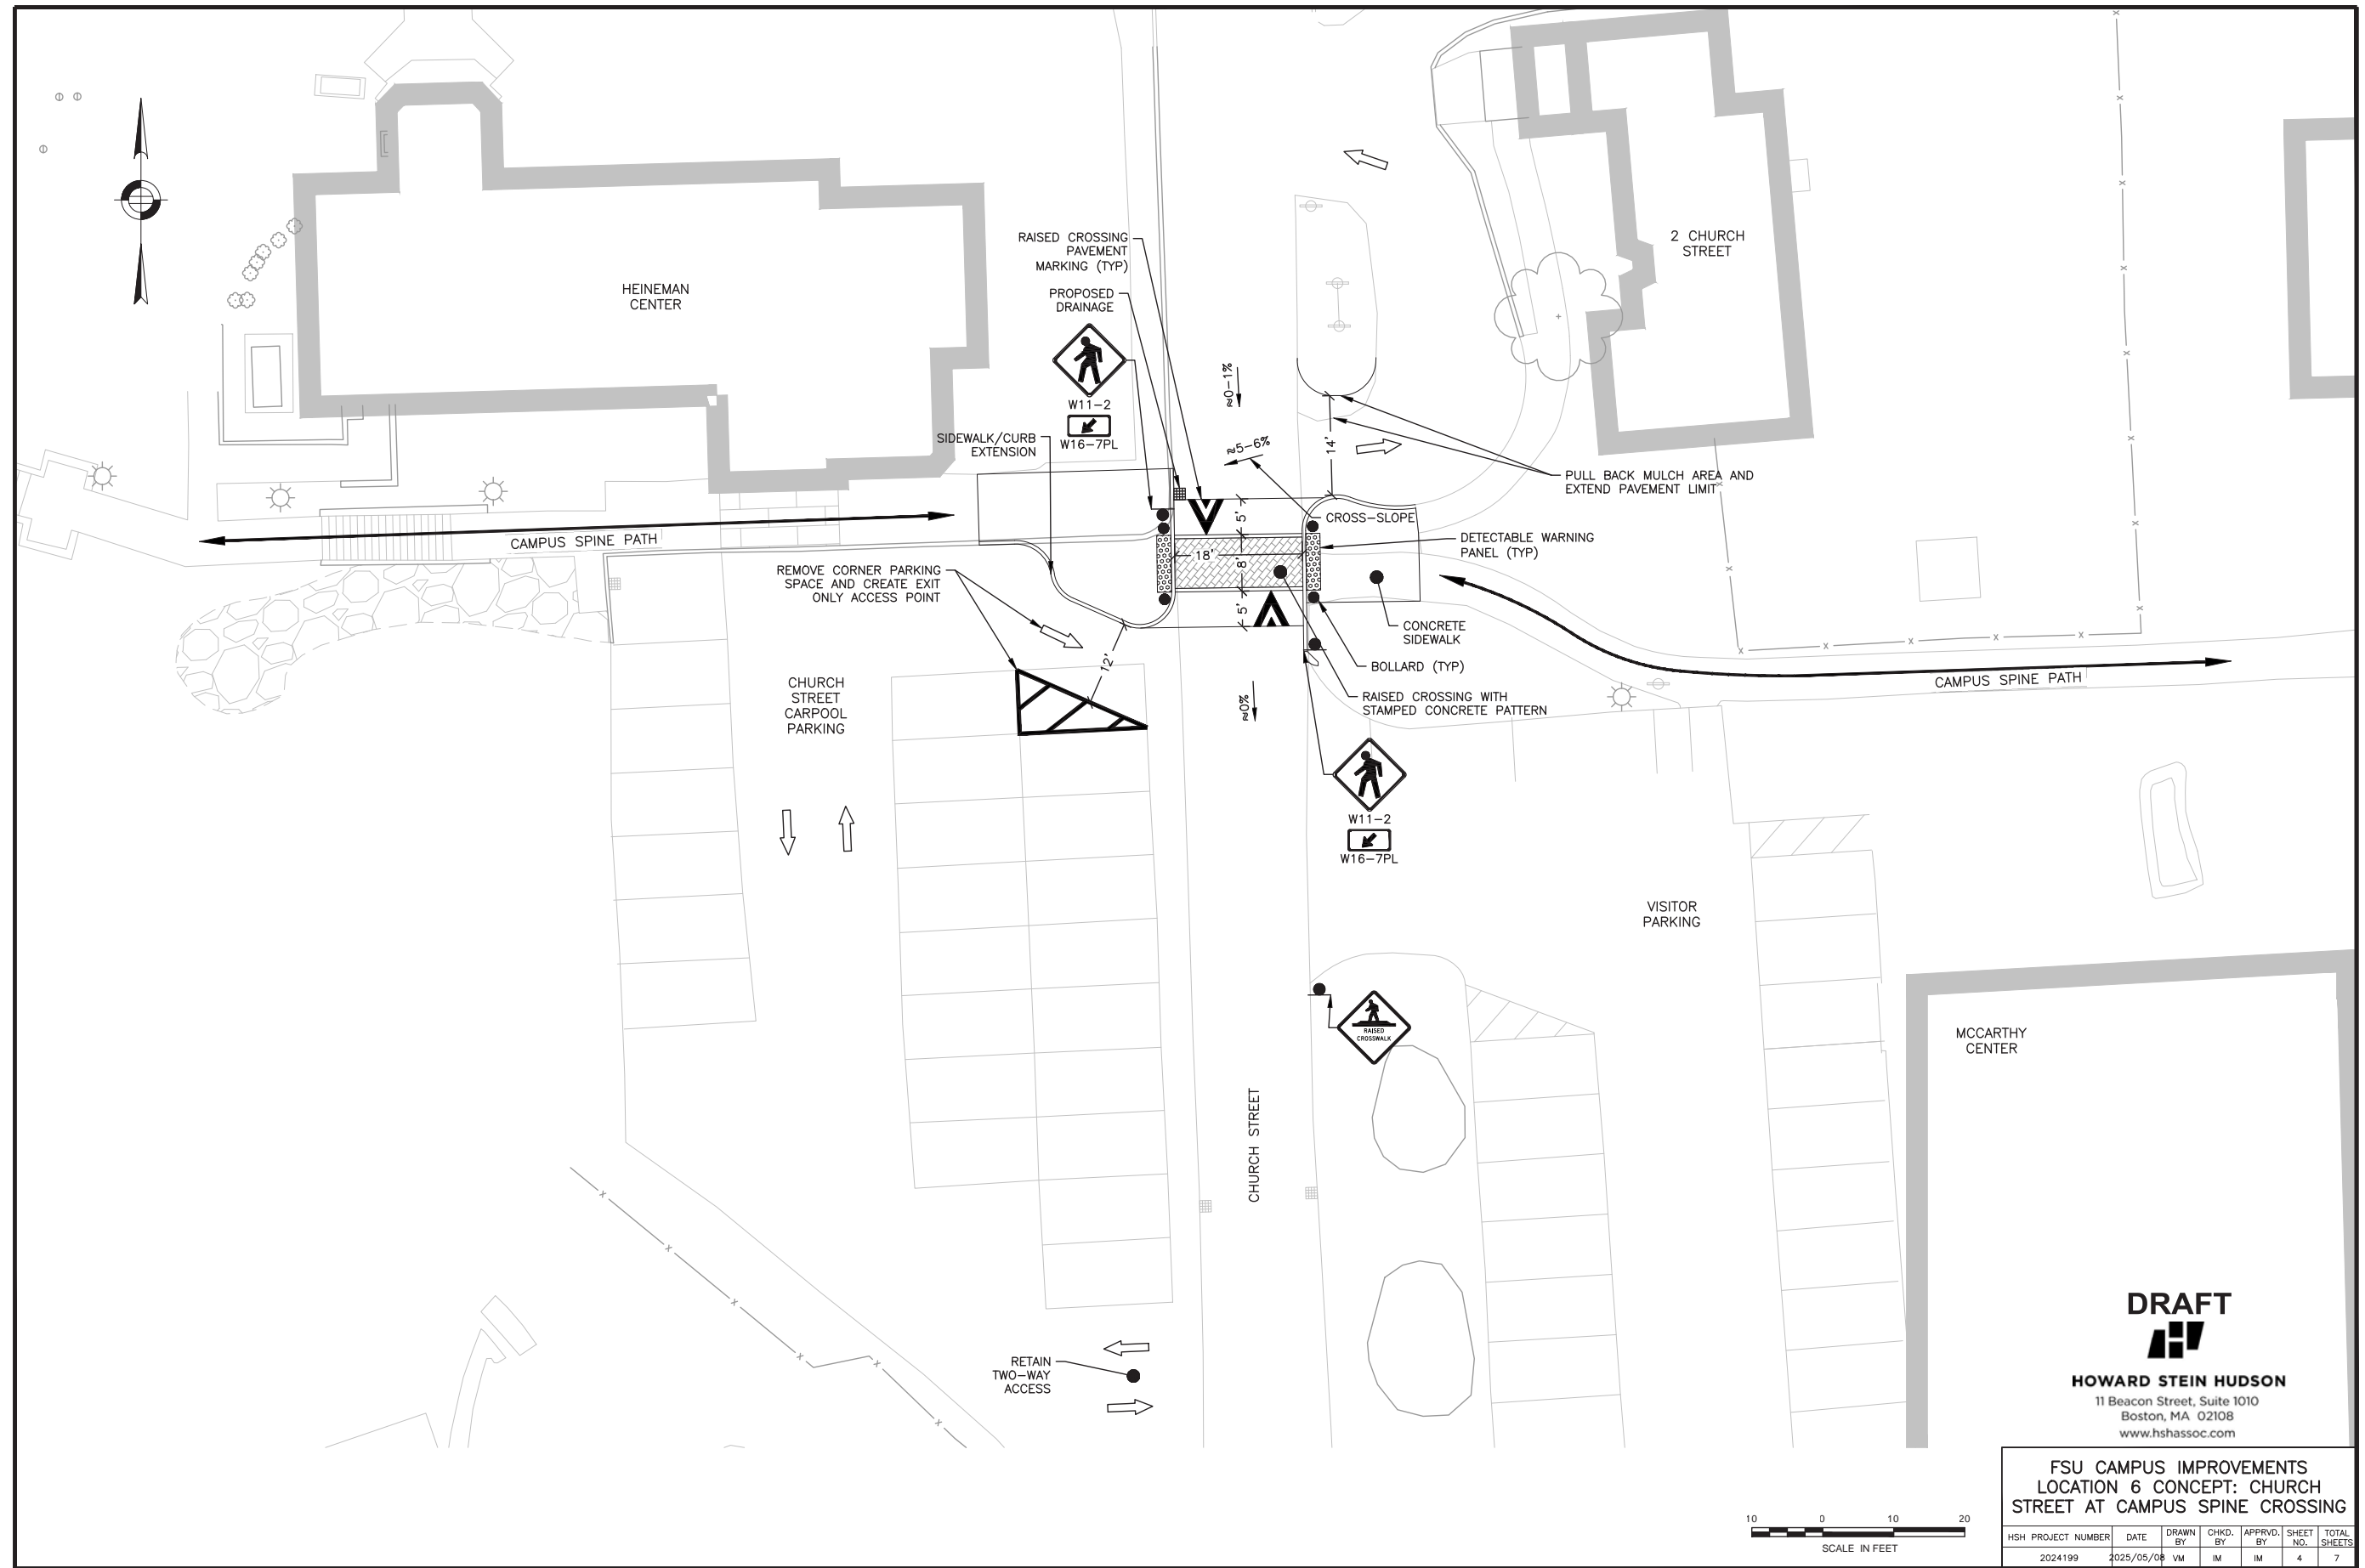 RAISED CROSSING
PAVEMENT
MARKING (TYP)
PROPOSED
DRAINAGE
HEINEMAN
CENTER
2 CHURCH
STREET
W11-2
W16-7PL
SIDEWALK/CURB
EXTENSION
≈0-1%
≈5-6%
14'
PULL BACK MULCH AREA AND
EXTEND PAVEMENT LIMIT
CROSS-SLOPE
5'
DETECTABLE WARNING
PANEL (TYP)
CAMPUS SPINE PATH
18'
8'
REMOVE CORNER PARKING
SPACE AND CREATE EXIT
ONLY ACCESS POINT
5'
CONCRETE
SIDEWALK
12'
BOLLARD (TYP)
CAMPUS SPINE PATH
CHURCH
STREET
CARPOOL
PARKING
≈0%
RAISED CROSSING WITH
STAMPED CONCRETE PATTERN
W11-2
W16-7PL
VISITOR
PARKING
RAISED
CROSSWALK
MCCARTHY
CENTER
CHURCH STREET
RETAIN
TWO-WAY
ACCESS
DRAFT
HOWARD STEIN HUDSON
11 Beacon Street, Suite 1010
Boston, MA 02108
www.hshassoc.com
FSU CAMPUS IMPROVEMENTS
LOCATION 6 CONCEPT: CHURCH
STREET AT CAMPUS SPINE CROSSING
10 0 10 20
SCALE IN FEET
HSH PROJECT NUMBER DATE DRAWN BY CHKD. BY APPRVD. BY SHEET NO. TOTAL SHEETS
2024199 2025/05/08 VM IM IM 4 7